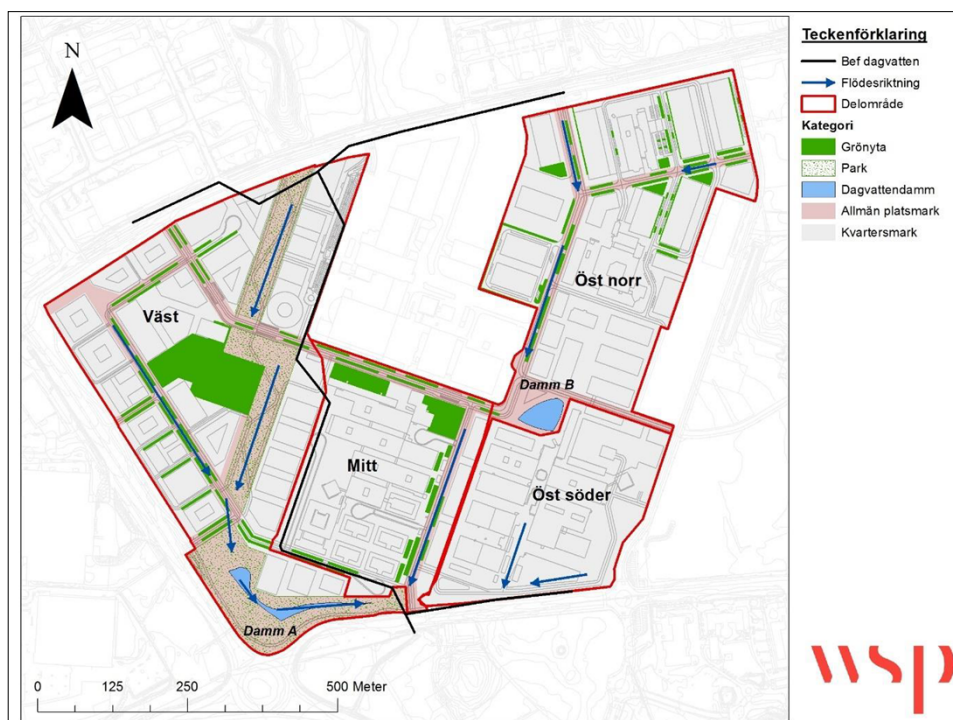 N
Teckenförklaring
Bef dagvatten
Flödesriktning
Delområde
Kategori
Grönyta
Park
Dagvattendamm
Allmän platsmark
Kvartersmark
Öst norr
Väst
Damm B
Mitt
Öst söder
Damm A
0 125 250 500 Meter
wsp